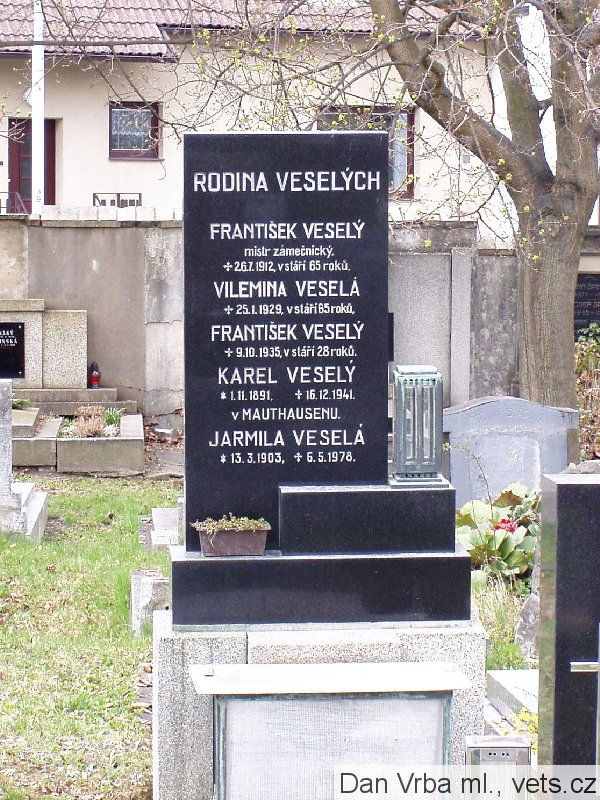 RODINA VESELÝCH
FRANTIŠEK VESELÝ
mistr zámečnický,
+ 26.7.1912, v stáří 65 roků,
VILEMINA VESELÁ
+ 25.1.1929, v stáří 85 roků,
FRANTIŠEK VESELÝ
+ 9.10.1935, v stáří 28 roků.
KAREL VESELÝ
* 1.11.1891. + 16.12.1941.
v MAUTHAUSENU.
JARMILA VESELÁ
* 13.3.1903, + 6.5.1978.
Dan Vrba ml., vets.cz